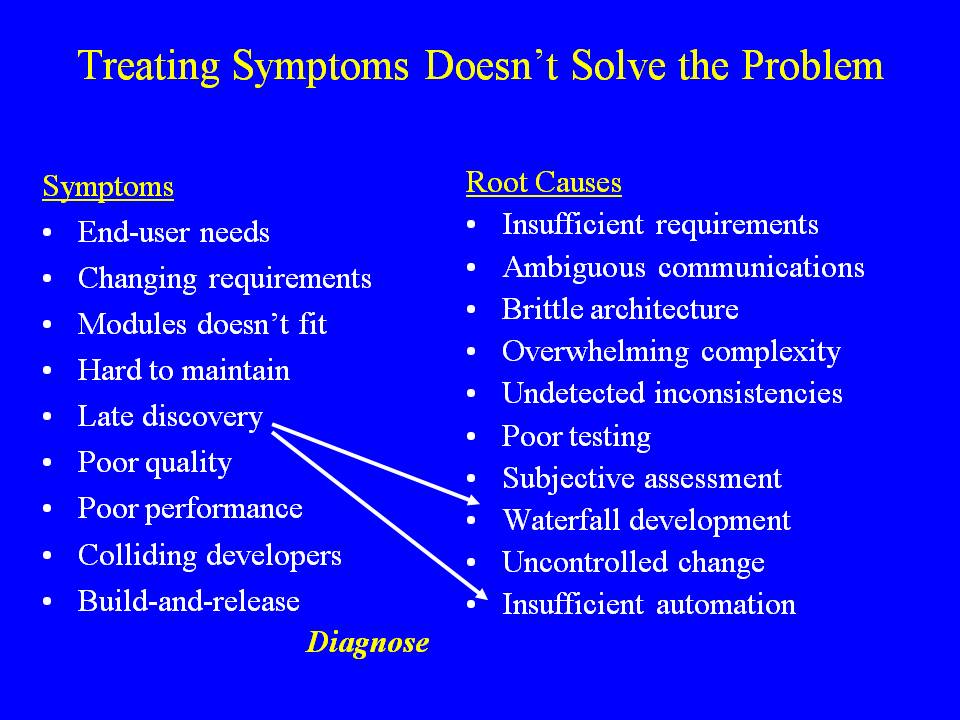 Treating Symptoms Doesn’t Solve the Problem
Symptoms
• End-user needs
• Changing requirements
• Modules doesn’t fit
• Hard to maintain
• Late discovery
• Poor quality
• Poor performance
• Colliding developers
• Build-and-release
Root Causes
• Insufficient requirements
• Ambiguous communications
• Brittle architecture
• Overwhelming complexity
• Undetected inconsistencies
• Poor testing
• Subjective assessment
• Waterfall development
• Uncontrolled change
• Insufficient automation
Diagnose